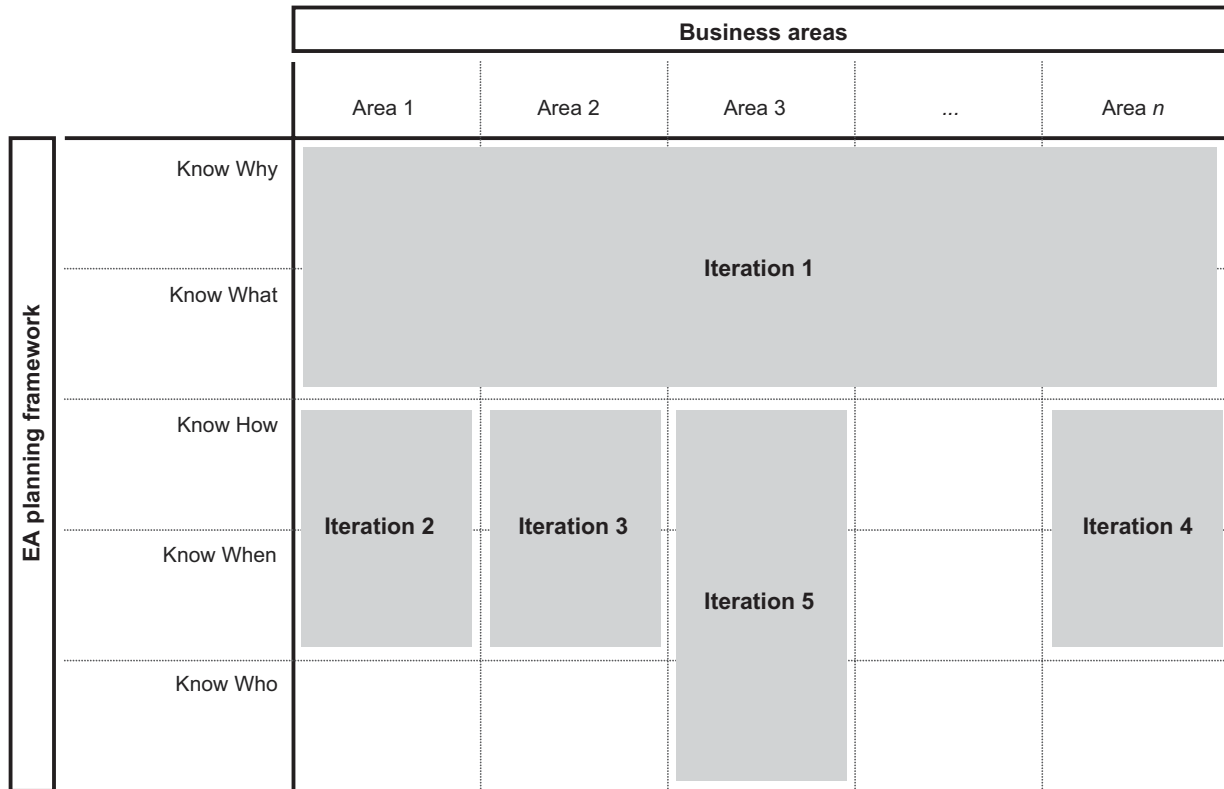 Business areas
Area 1 Area 2 Area 3 ... Area n
EA planning framework
Know Why
Iteration 1
Know What
Know How
Iteration 2 Iteration 3 Iteration 4
Know When
Iteration 5
Know Who